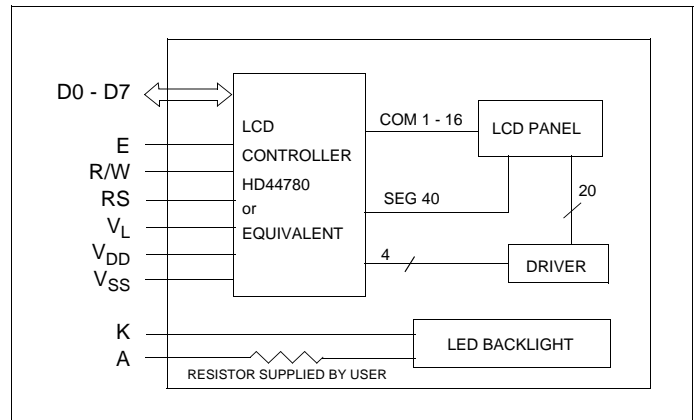 D0 - D7
E
R/W
RS
VL
VDD
VSS
K
A
LCD
CONTROLLER
HD44780
or
EQUIVALENT
COM 1 - 16
SEG 40
4
LCD PANEL
20
DRIVER
LED BACKLIGHT
RESISTOR SUPPLIED BY USER